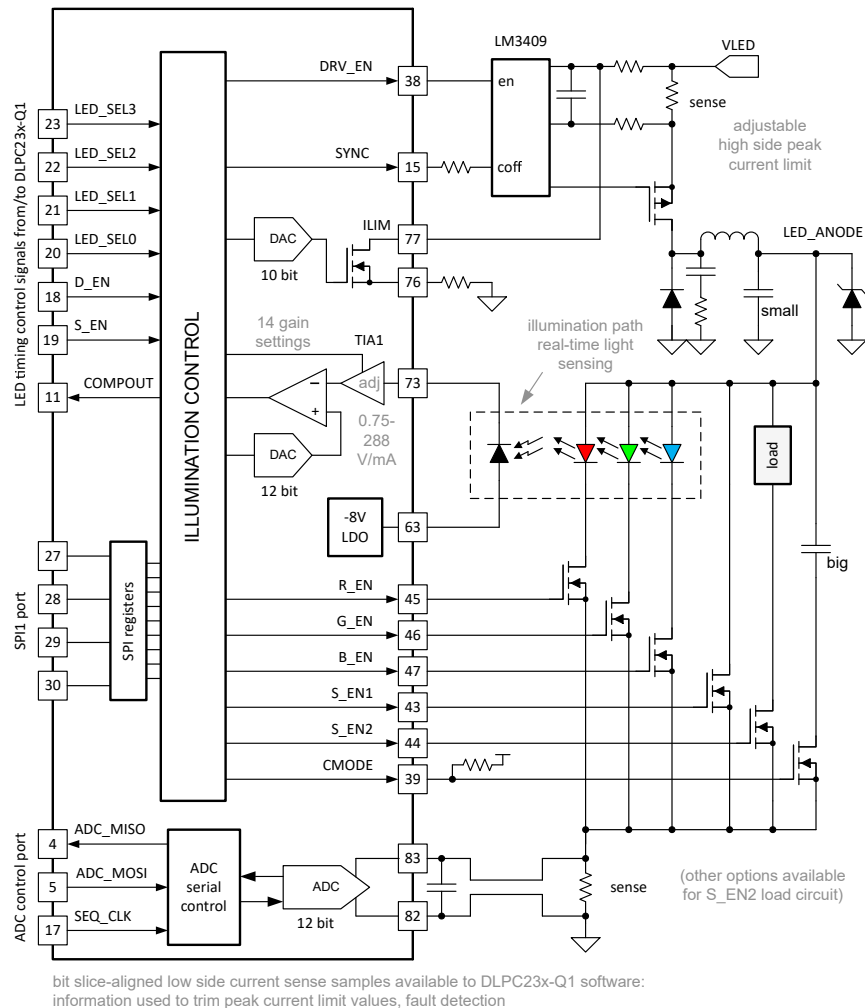 LM3409
VLED
DRV_EN
38
en
sense
23
LED_SEL3
adjustable
high side peak
current limit
SYNC
15
coff
22
LED_SEL2
21
LED_SEL1
ILIM
77
LED_ANODE
DAC
10 bit
20
LED_SEL0
76
18
D_EN
small
14 gain
settings
TIA1
illumination path
real-time light
sensing
19
S_EN
LED timing control signals from/to DLPC23x-Q1
ILLUMINATION CONTROL
11
COMPOUT
adj
73
−
+
0.75-
288
V/mA
DAC
12 bit
load
-8V
LDO
63
big
27
28
29
30
SPI1 port
SPI registers
R_EN
45
G_EN
46
B_EN
47
S_EN1
43
S_EN2
44
CMODE
39
4
ADC_MISO
5
ADC_MOSI
17
SEQ_CLK
ADC control port
ADC
serial
control
ADC
12 bit
83
82
sense
(other options available
for S_EN2 load circuit)
bit slice-aligned low side current sense samples available to DLPC23x-Q1 software:
information used to trim peak current limit values, fault detection